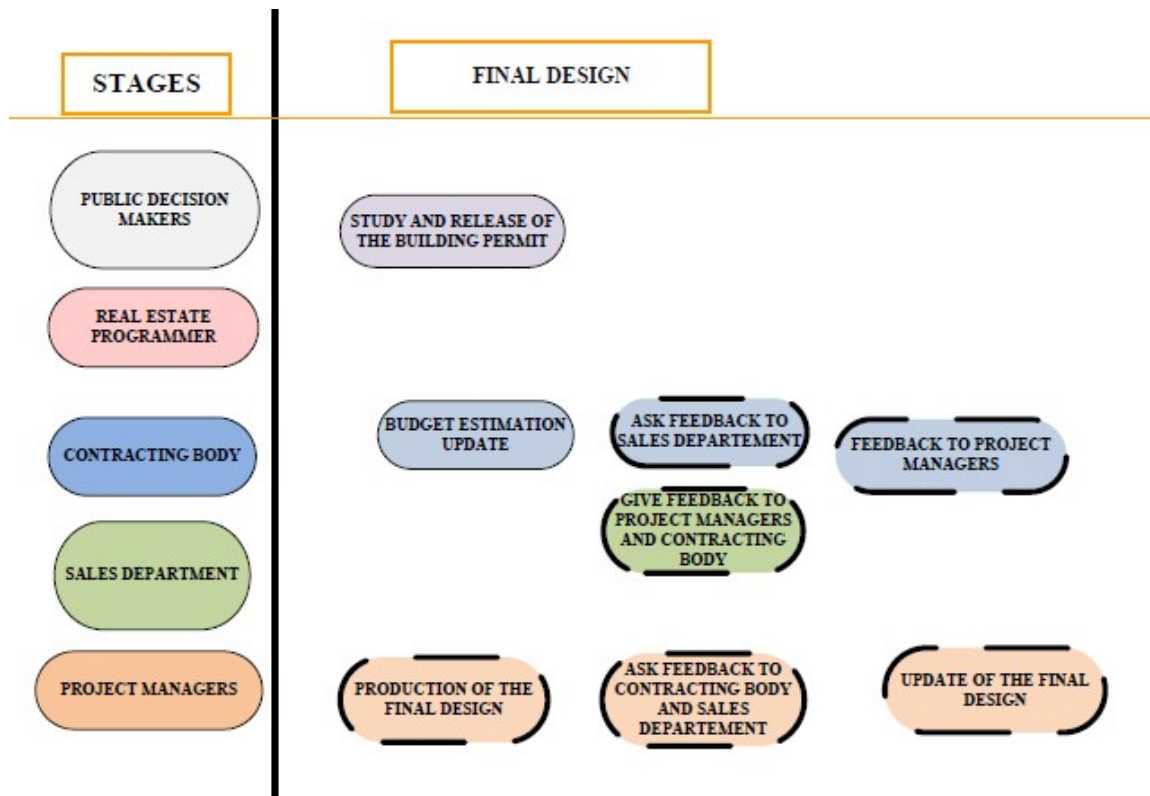 STAGES
FINAL DESIGN
PUBLIC DECISION
MAKERS
STUDY AND RELEASE OF
THE BUILDING PERMIT
REAL ESTATE
PROGRAMMER
CONTRACTING BODY
BUDGET ESTIMATION
UPDATE
ASK FEEDBACK TO
SALES DEPARTEMENT
FEEDBACK TO PROJECT
MANAGERS
SALES DEPARTMENT
GIVE FEEDBACK TO
PROJECT MANAGERS
AND CONTRACTING
BODY
PROJECT MANAGERS
PRODUCTION OF THE
FINAL DESIGN
ASK FEEDBACK TO
CONTRACTING BODY
AND SALES
DEPARTEMENT
UPDATE OF THE FINAL
DESIGN